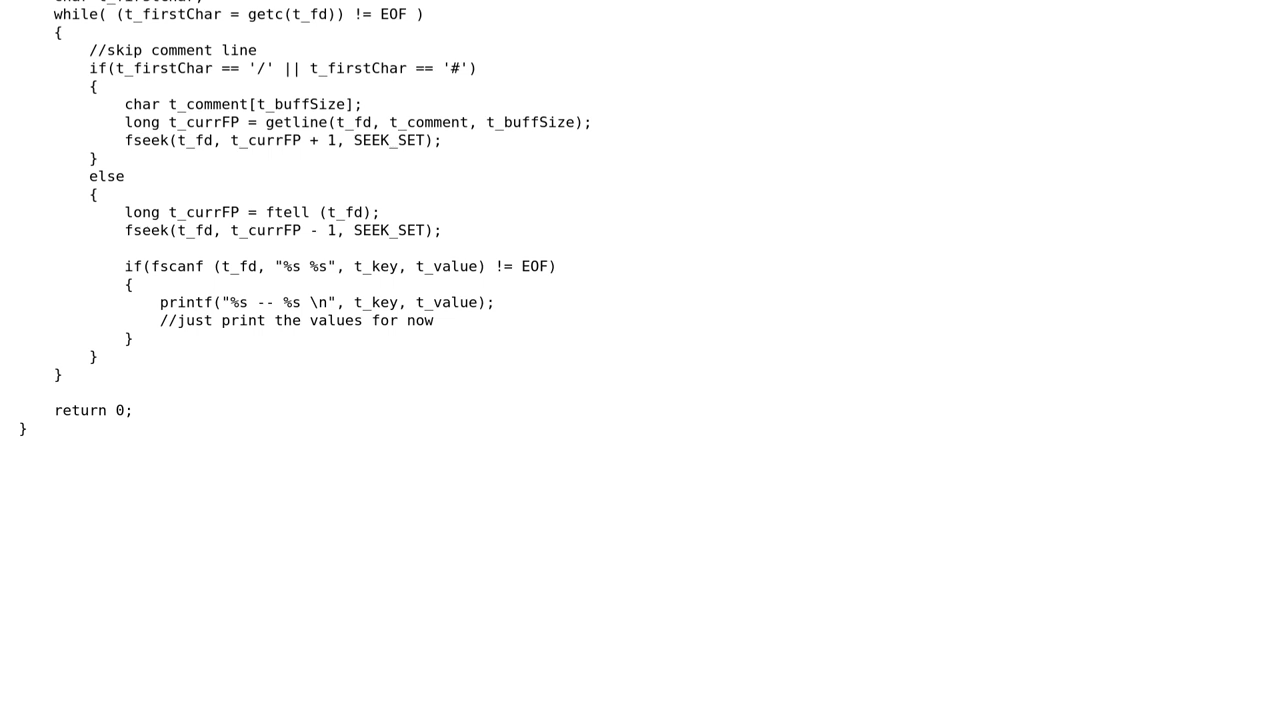 while( (t_firstChar = getc(t_fd)) != EOF )
{
//skip comment line
if(t_firstChar == '/' || t_firstChar == '#')
{
char t_comment[t_buffSize];
long t_currFP = getline(t_fd, t_comment, t_buffSize);
fseek(t_fd, t_currFP + 1, SEEK_SET);
}
else
{
long t_currFP = ftell (t_fd);
fseek(t_fd, t_currFP - 1, SEEK_SET);
if(fscanf (t_fd, "%s %s", t_key, t_value) != EOF)
{
printf("%s -- %s \n", t_key, t_value);
//just print the values for now
}
}
}
return 0;
}